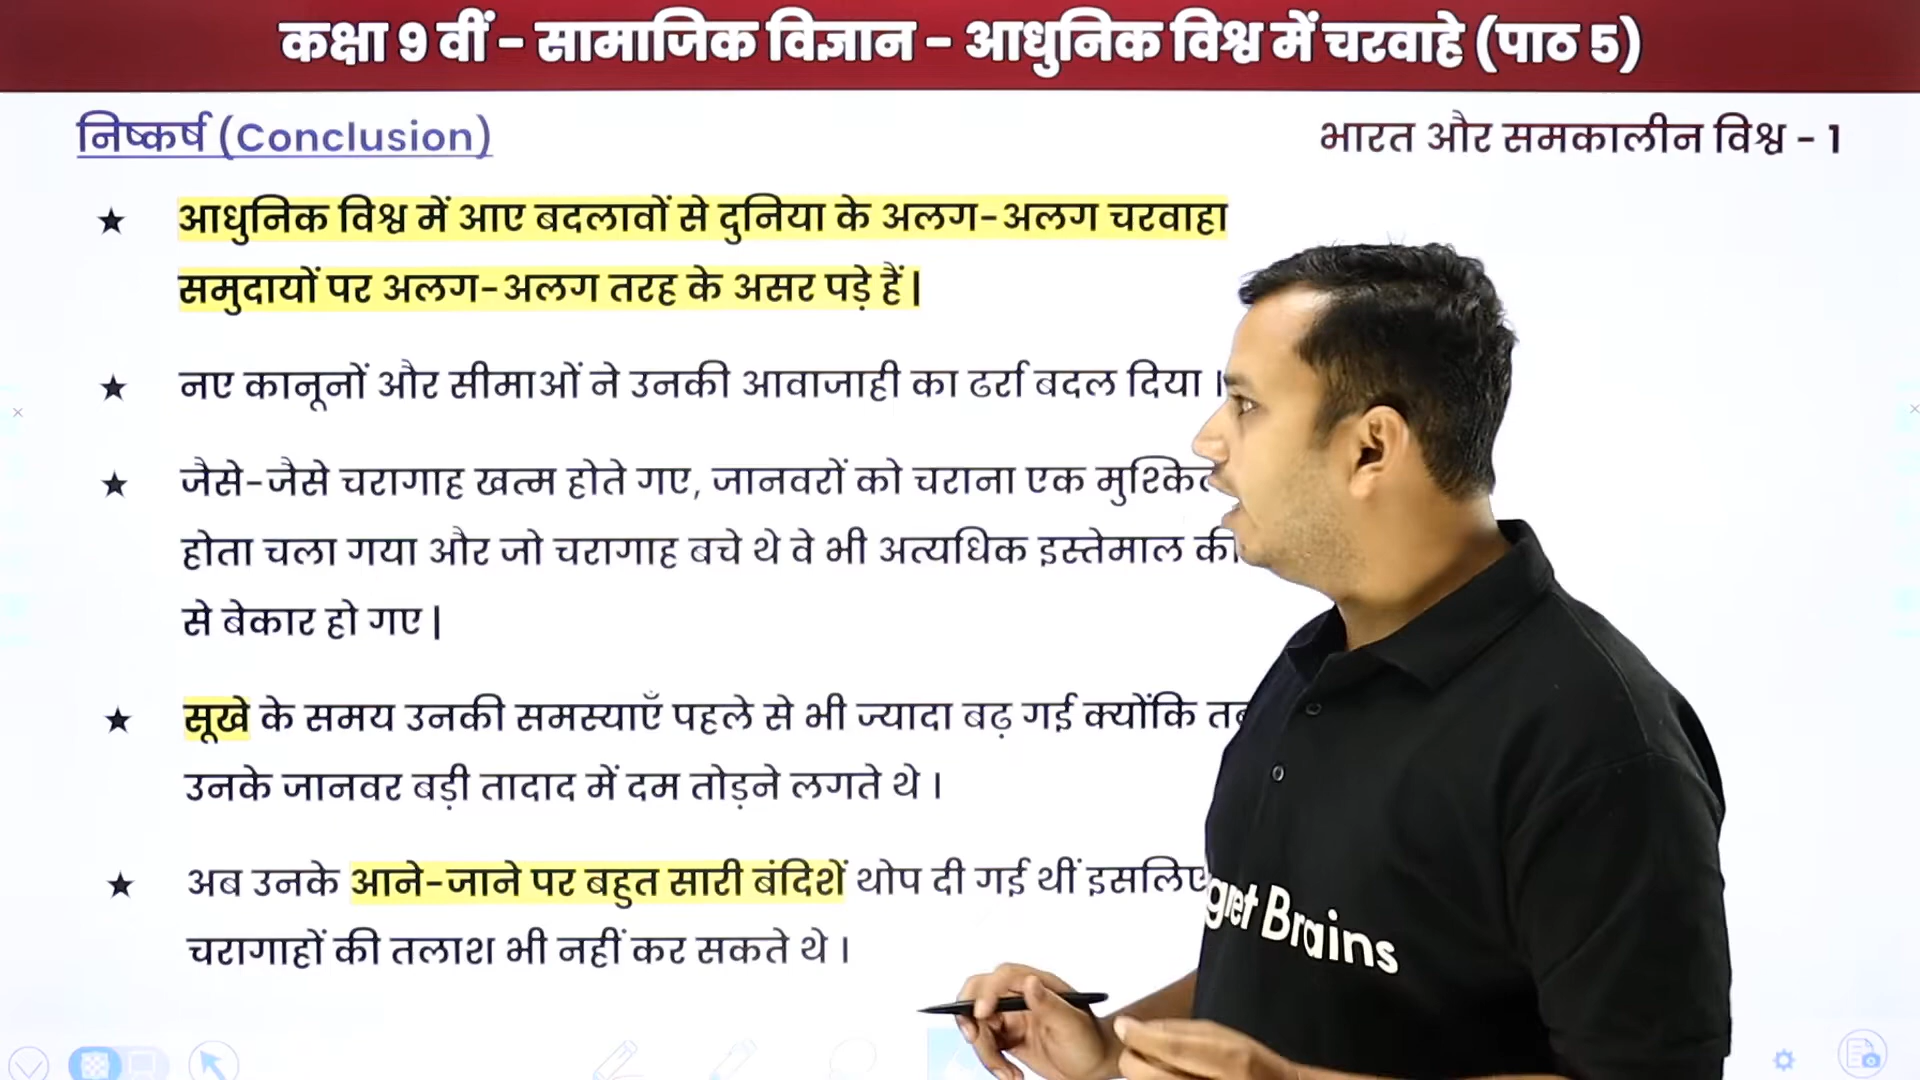 कक्षा 9 वीं - सामाजिक विज्ञान - आधुनिक विश्व में चरवाहे (पाठ 5)
निष्कर्ष (Conclusion)
भारत और समकालीन विश्व - 1
★ आधुनिक विश्व में आए बदलावों से दुनिया के अलग-अलग चरवाहा
समुदायों पर अलग-अलग तरह के असर पड़े हैं |
★ नए कानूनों और सीमाओं ने उनकी आवाजाही का ढर्रा बदल दिया ।
★ जैसे-जैसे चरागाह खत्म होते गए, जानवरों को चराना एक
होता चला गया और जो चरागाह बचे थे वे भी अत्यधिक इस्तेमाल की
से बेकार हो गए |
★ सूखे के समय उनकी समस्याएँ पहले से भी ज्यादा बढ़ गई क्योंकि
उनके जानवर बड़ी तादाद में दम तोड़ने लगते थे ।
★ अब उनके आने-जाने पर बहुत सारी बंदिशें थोप दी गई थीं इसलिए
चरागाहों की तलाश भी नहीं कर सकते थे ।
Brains